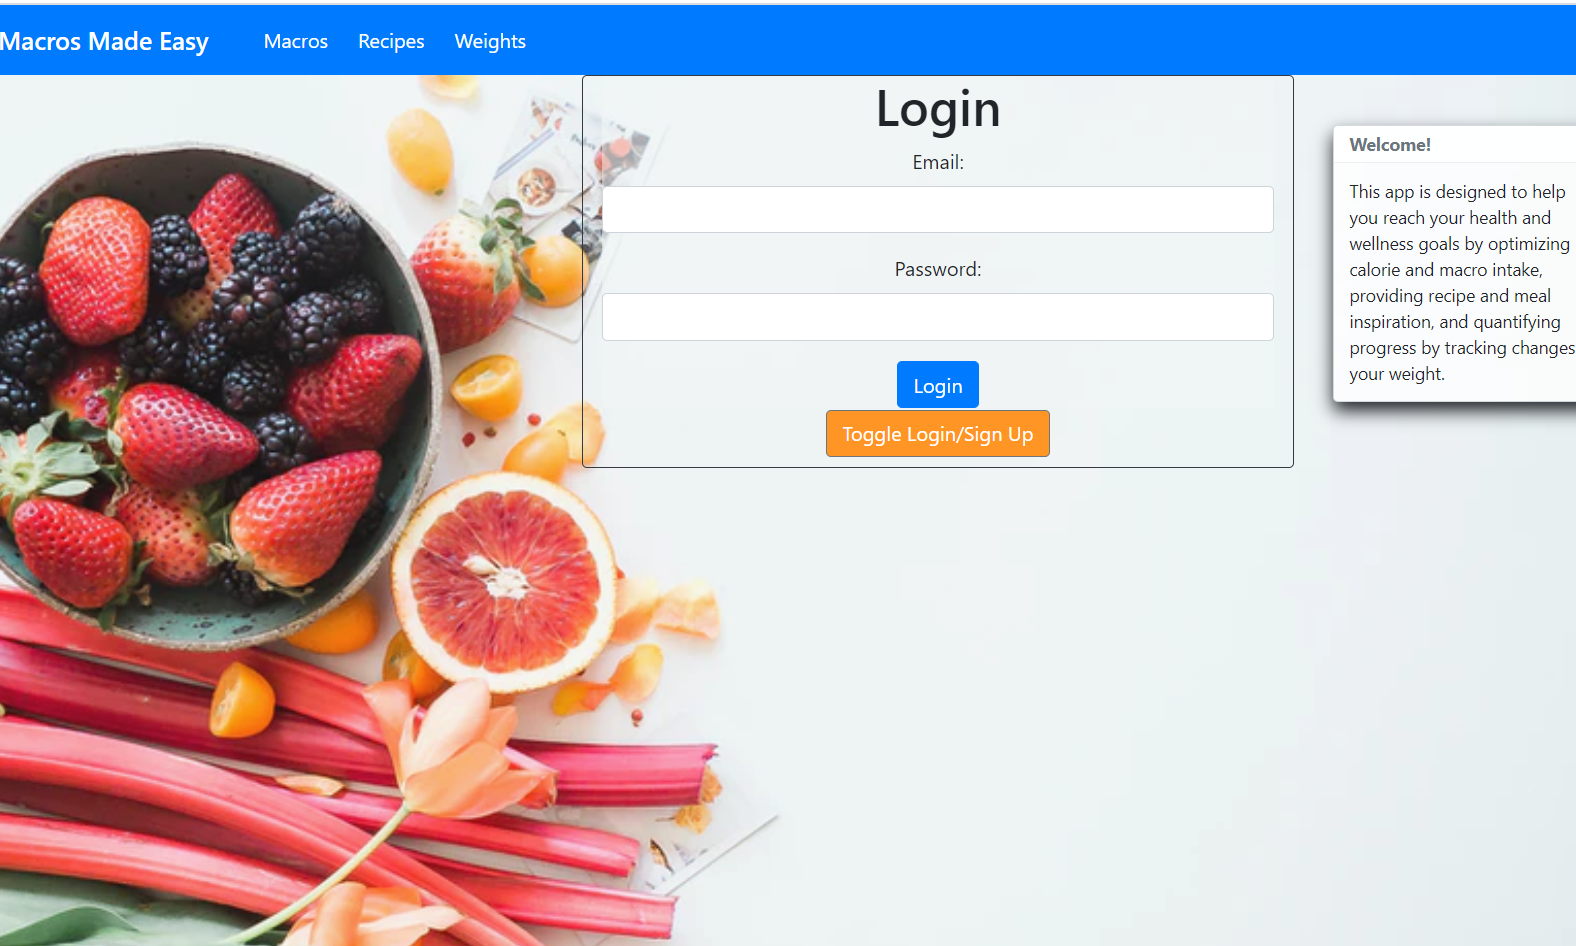 Macros Made Easy
Macros
Recipes
Weights
Login
Email:
Password:
Login
Toggle Login/Sign Up
Welcome!
This app is designed to help
you reach your health and
wellness goals by optimizing
calorie and macro intake,
providing recipe and meal
inspiration, and quantifying
progress by tracking changes
your weight.